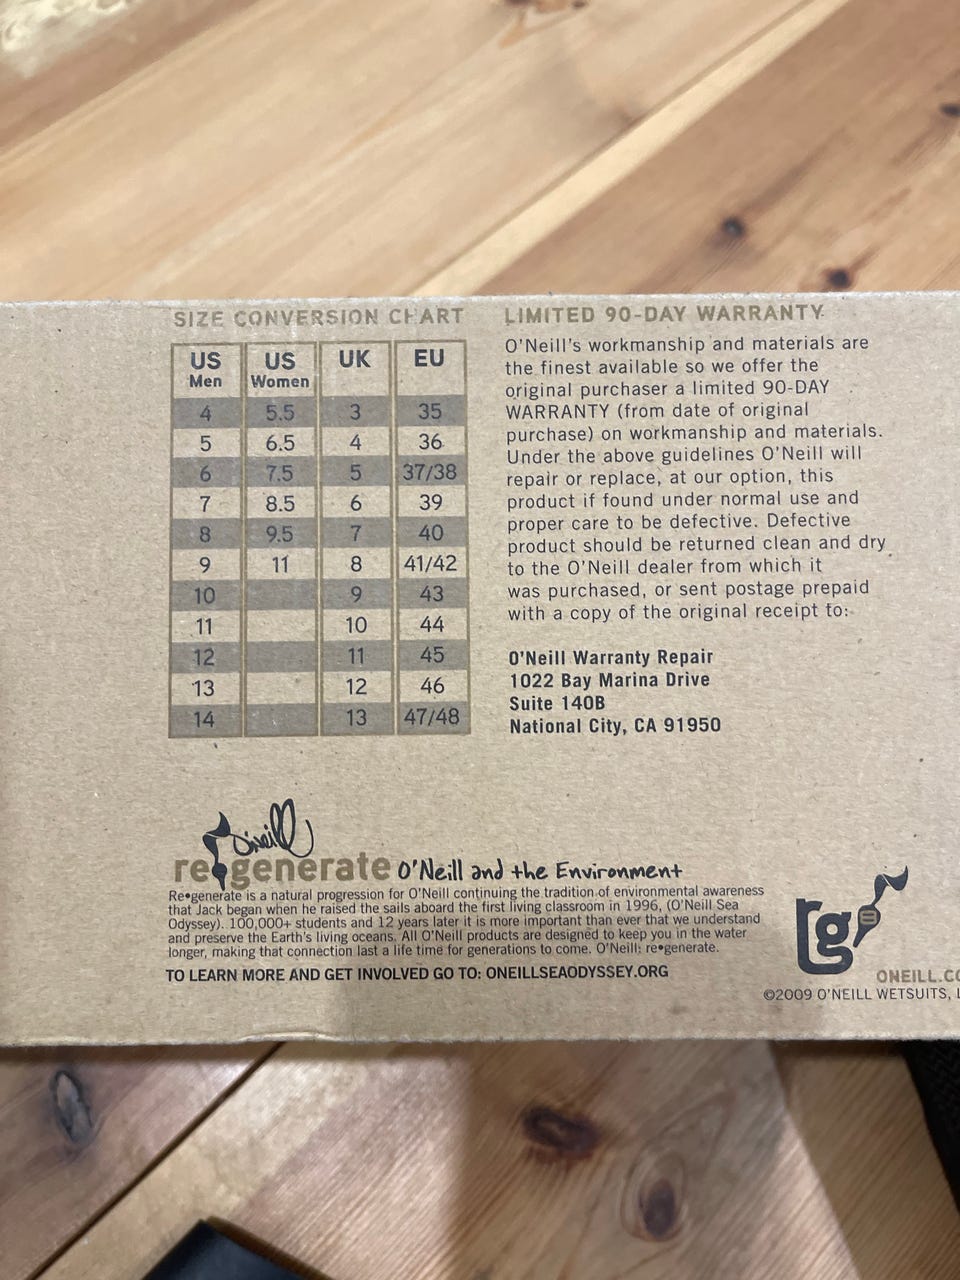 SIZE CONVERSION CHART
US Men US Women UK EU
4 5.5 3 35
5 6.5 4 36
6 7.5 5 37/38
7 8.5 6 39
8 9.5 7 40
9 11 8 41/42
10 9 43
11 10 44
12 11 45
13 12 46
14 13 47/48
LIMITED 90-DAY WARRANTY
O'Neill's workmanship and materials are
the finest available so we offer the
original purchaser a limited 90-DAY
WARRANTY (from date of original
purchase) on workmanship and materials.
Under the above guidelines O'Neill will
repair or replace, at our option, this
product if found under normal use and
proper care to be defective. Defective
product should be returned clean and dry
to the O'Neill dealer from which it
was purchased, or sent postage prepaid
with a copy of the original receipt to:
O'Neill Warranty Repair
1022 Bay Marina Drive
Suite 140B
National City, CA 91950
O'neill
re•generate O'Neill and the Environment
Re•generate is a natural progression for O'Neill continuing the tradition of environmental awareness
that Jack began when he raised the sails aboard the first living classroom in 1996, (O'Neill Sea
Odyssey). 100,000+ students and 12 years later it is more important than ever that we understand
and preserve the Earth's living oceans. All O'Neill products are designed to keep you in the water
longer, making that connection last a life time for generations to come. O'Neill: re•generate.
TO LEARN MORE AND GET INVOLVED GO TO: ONEILLSEAODYSSEY.ORG
rg
ONEILL.CO
©2009 O'NEILL WETSUITS, L